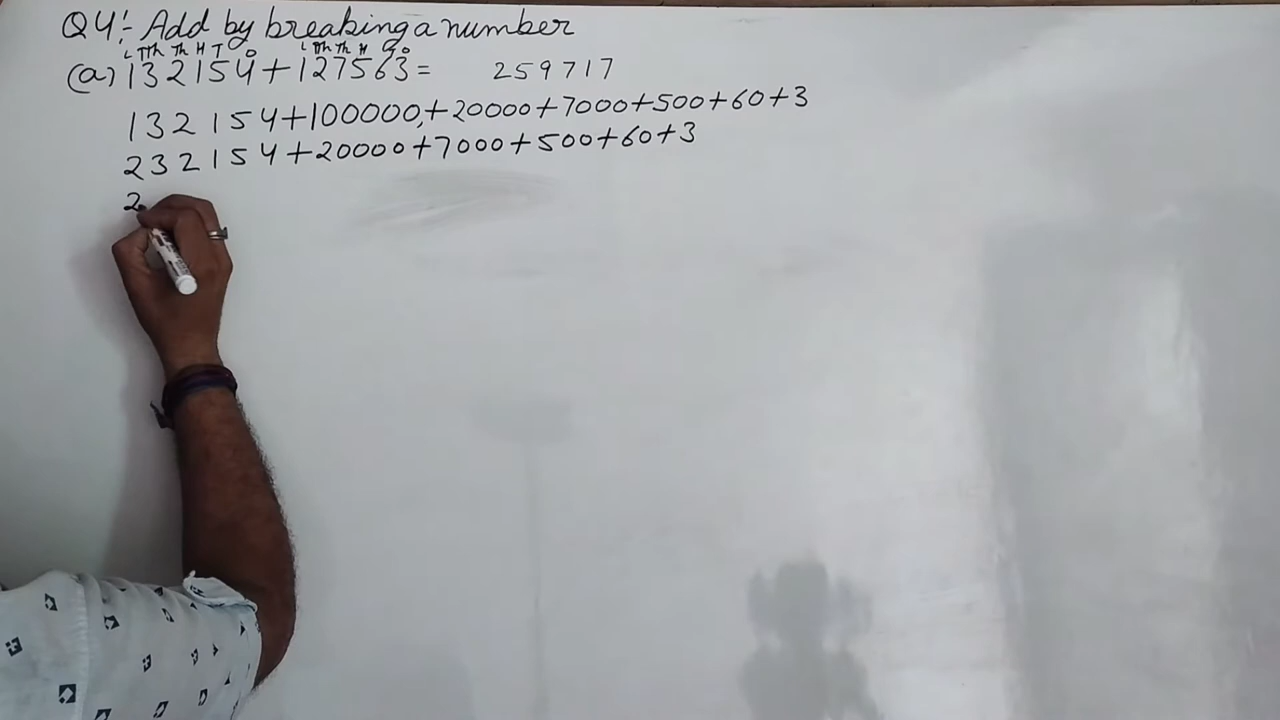 Q4:- Add by breaking a number
L TTh Th H T O L TTh Th H T O
(a) 132154 + 127563 = 259717
132154+100000+20000+7000+500+60+3
232154+20000+7000+500+60+3
2